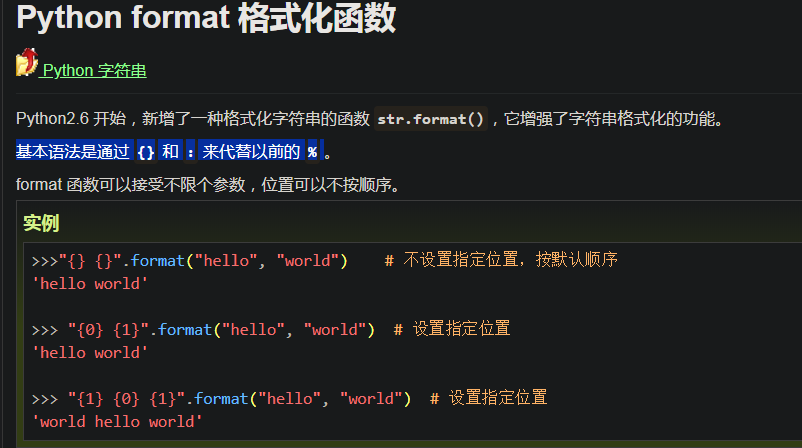 Python format 格式化函数
Python 字符串
Python2.6 开始，新增了一种格式化字符串的函数 str.format()，它增强了字符串格式化的功能。
基本语法是通过 {} 和 : 来代替以前的 % 。
format 函数可以接受不限个参数，位置可以不按顺序。
实例
>>>"{} {}".format("hello", "world")    # 不设置指定位置，按默认顺序
'hello world'
>>> "{0} {1}".format("hello", "world")  # 设置指定位置
'hello world'
>>> "{1} {0} {1}".format("hello", "world")  # 设置指定位置
'world hello world'